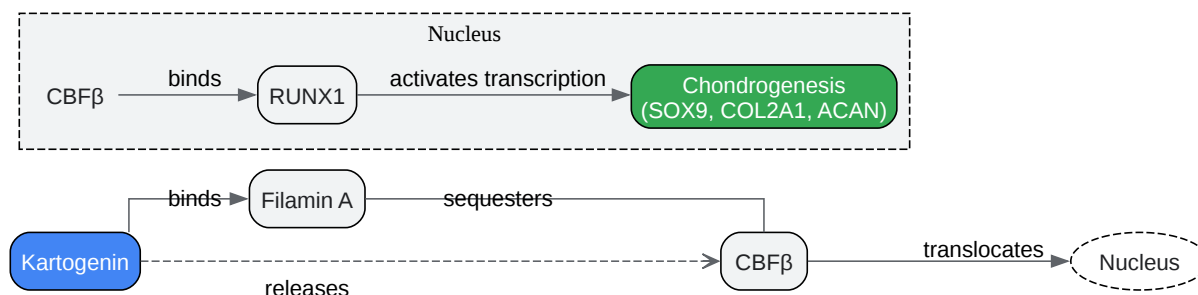 Nucleus
CBFβ
binds
RUNX1
activates transcription
Chondrogenesis
(SOX9, COL2A1, ACAN)
binds
Filamin A
sequesters
Kartogenin
releases
CBFβ
translocates
Nucleus